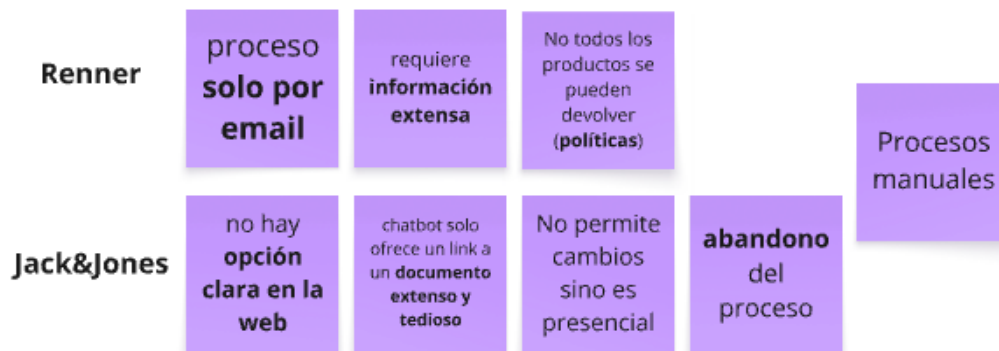 Renner
proceso
solo por
email
requiere
información
extensa
No todos los
productos se
pueden
devolver
(políticas)
Procesos
manuales
Jack&Jones
no hay
opción
clara en la
web
chatbot solo
ofrece un link a
un documento
extenso y
tedioso
No permite
cambios
sino es
presencial
abandono
del
proceso